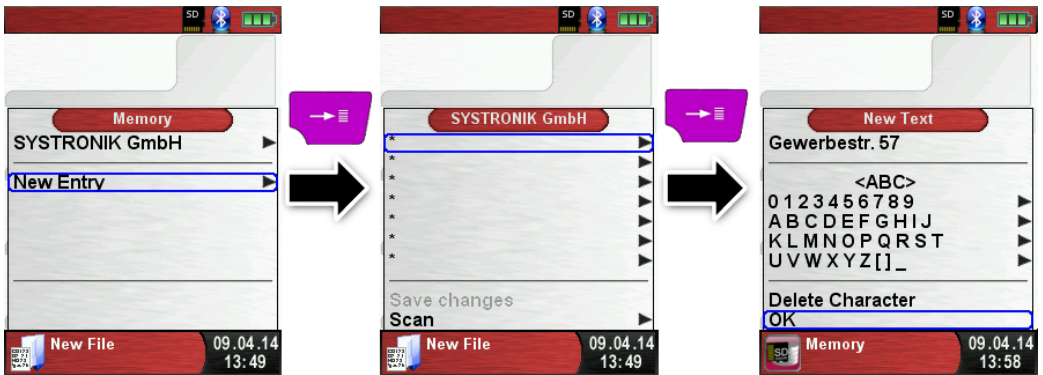 SD
Memory
SYSTRONIK GmbH
New Entry
New File
09.04.14
13:49
SD
SYSTRONIK GmbH
*
*
*
*
*
*
*
Save changes
Scan
New File
09.04.14
13:49
SD
New Text
Gewerbestr. 57
<ABC>
0 1 2 3 4 5 6 7 8 9
A B C D E F G H I J
K L M N O P Q R S T
U V W X Y Z [ ] _
Delete Character
OK
SD
Memory
09.04.14
13:58